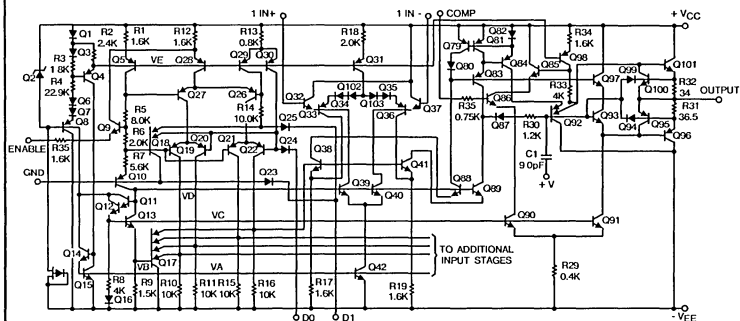 1 IN+ 1 IN - COMP + VCC
Q1 R2 2.4K R1 1.6K R12 1.6K R13 0.8K R18 2.0K Q82 R34 1.6K
Q3 Q5 Q29 Q30 Q79 Q81 Q98
R3 1 8K Q4 VE Q28 Q31 Q85 Q101
Q2 Q80 Q84 Q83 Q97 Q99
R4 22.9K Q27 Q26 Q102 Q35 Q100 R32 34 OUTPUT
Q6 Q7 Q8 R14 10.0K Q32 Q33 Q34 Q103 Q36 Q37 Q86 R33 4K
R5 8.0K R35 0.75K Q93 R31 36.5
Q9 R6 2.0K Q18 Q20 Q21 Q25 Q87 R30 1.2K Q92 Q94 Q95 Q96
ENABLE R35 1.6K Q19 Q22 Q24 Q38 Q41 C1 9 0pF
R7 5.6K + V
GND Q10 Q23 Q39 Q40 Q88 Q89
Q11 VD
Q12 Q13 VC Q90 Q91
Q14 VB Q17 TO ADDITIONAL INPUT STAGES
Q15 VA Q42
R8 4K Q16 R9 1.5K R10 10K R11 10K R15 10K R16 10K R17 1.6K R19 1.6K R29 0.4K
D0 D1 - VEE